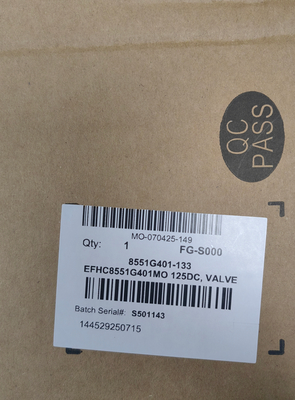 QC
PASS
MO-070425-149
Qty: 1 FG-S000
8551G401-133
EFHC8551G401MO 125DC, VALVE
Batch Serial#: S501143
144529250715